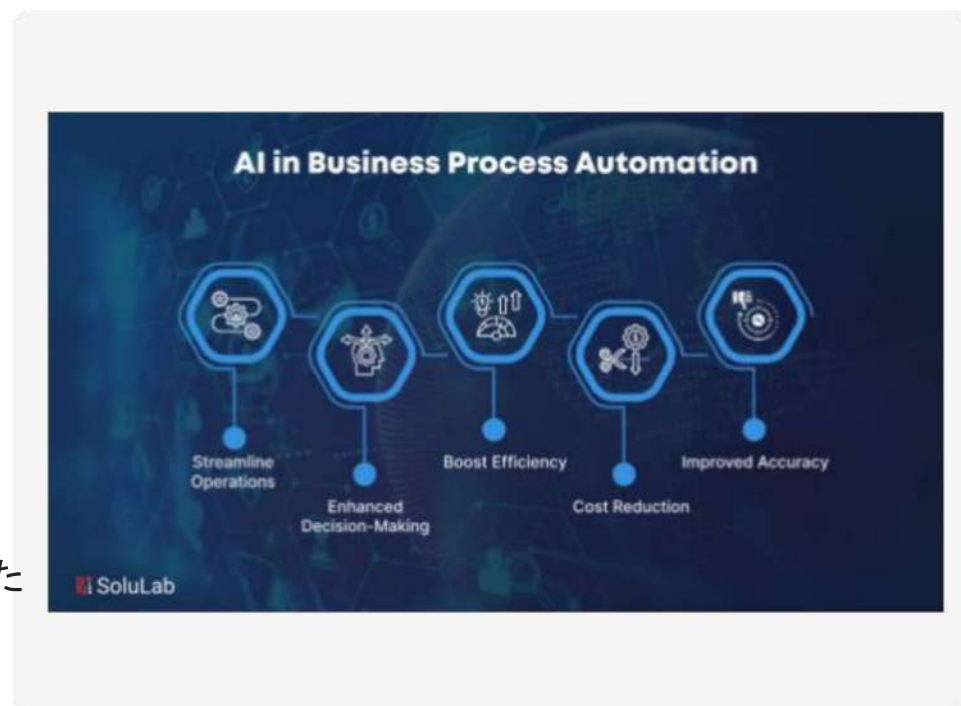 AI in Business Process Automation
Streamline
Operations
Enhanced
Decision-Making
Boost Efficiency
Cost Reduction
Improved Accuracy
た
SoluLab